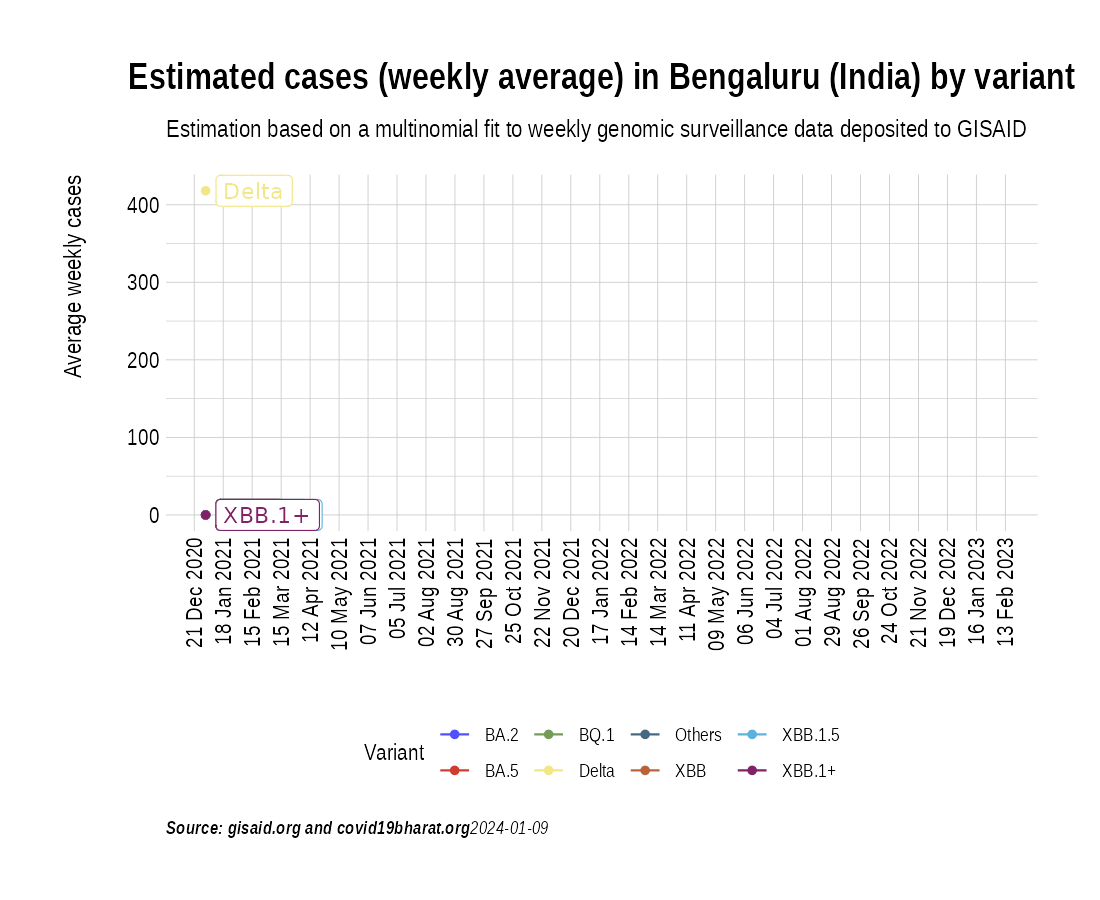 Estimated cases (weekly average) in Bengaluru (India) by variant
Estimation based on a multinomial fit to weekly genomic surveillance data deposited to GISAID
Average weekly cases
400
300
200
100
0
Delta
XBB.1+
21 Dec 2020
18 Jan 2021
15 Feb 2021
15 Mar 2021
12 Apr 2021
10 May 2021
07 Jun 2021
05 Jul 2021
02 Aug 2021
30 Aug 2021
27 Sep 2021
25 Oct 2021
22 Nov 2021
20 Dec 2021
17 Jan 2022
14 Feb 2022
14 Mar 2022
11 Apr 2022
09 May 2022
06 Jun 2022
04 Jul 2022
01 Aug 2022
29 Aug 2022
26 Sep 2022
24 Oct 2022
21 Nov 2022
19 Dec 2022
16 Jan 2023
13 Feb 2023
Variant
BA.2
BQ.1
Others
XBB.1.5
BA.5
Delta
XBB
XBB.1+
Source: gisaid.org and covid19bharat.org2024-01-09